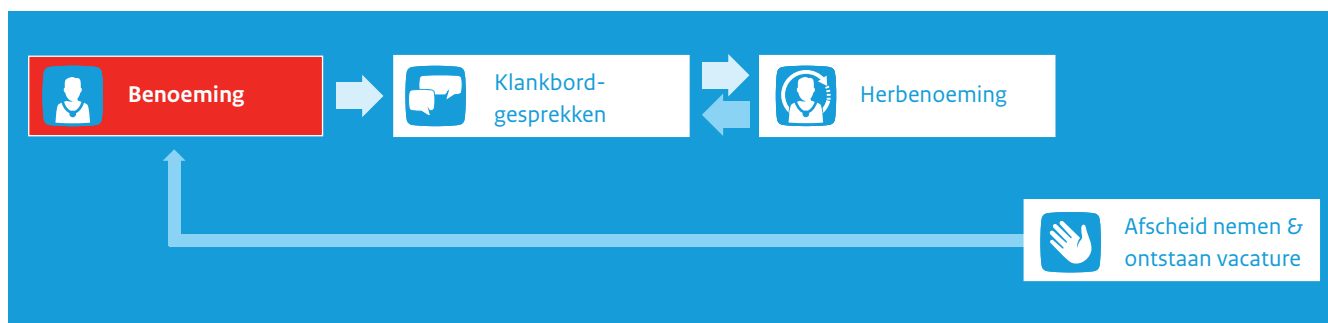 Benoeming
Klankbord-
gesprekken
Herbenoeming
Afscheid nemen &
ontstaan vacature